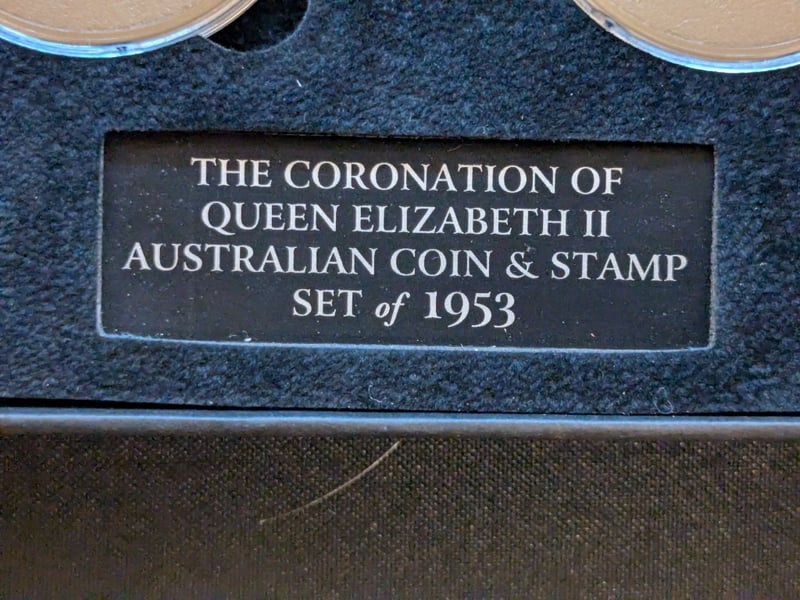 THE CORONATION OF
QUEEN ELIZABETH II
AUSTRALIAN COIN & STAMP
SET of 1953